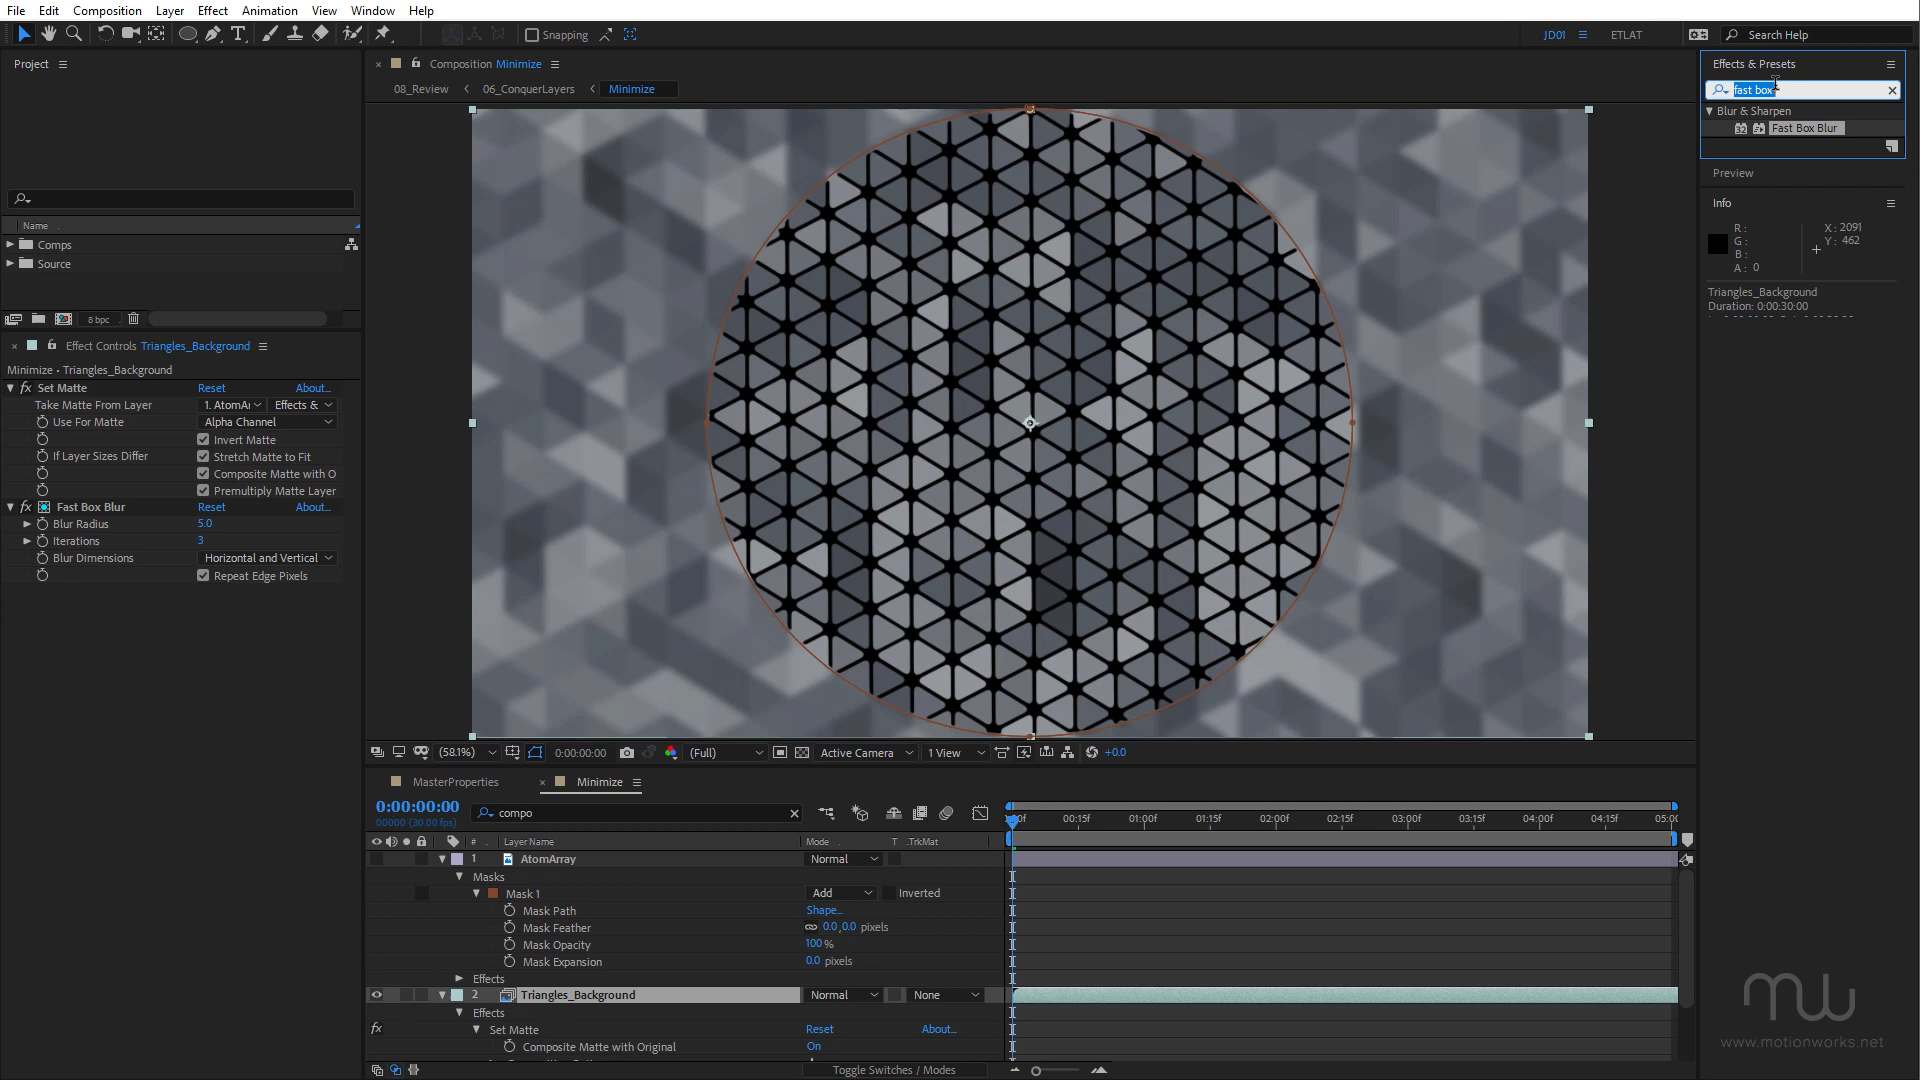 File Edit Composition Layer Effect Animation View Window Help
Snapping JD01 ETLAT Search Help
Project
Name
Comps
Source
8 bpc
Effect Controls Triangles_Background
Minimize • Triangles_Background
fx Set Matte Reset About...
Take Matte From Layer 1. AtomAr Effects &
Use For Matte Alpha Channel
Invert Matte
If Layer Sizes Differ Stretch Matte to Fit
Composite Matte with O
Premultiply Matte Layer
fx Fast Box Blur Reset About...
Blur Radius 5.0
Iterations 3
Blur Dimensions Horizontal and Vertical
Repeat Edge Pixels
Composition Minimize
08_Review 06_ConquerLayers Minimize
(58.1%) 0:00:00:00 (Full) Active Camera 1 View +0.0
Effects & Presets
fast box
Blur & Sharpen
32 Fast Box Blur
Preview
Info
R : X : 2091
G : Y : 462
B :
A : 0
Triangles_Background
Duration: 0:00:30:00
MasterProperties Minimize
0:00:00:00 compo
00000 (30.00 fps)
00:15f 01:00f 01:15f 02:00f 02:15f 03:00f 03:15f 04:00f 04:15f
# Layer Name Mode T .TrkMat
1 AtomArray Normal
Masks
Mask 1 Add Inverted
Mask Path Shape...
Mask Feather 0.0,0.0 pixels
Mask Opacity 100 %
Mask Expansion 0.0 pixels
Effects
2 Triangles_Background Normal None
Effects
fx Set Matte Reset About...
Composite Matte with Original On
Toggle Switches / Modes
mw
www.motionworks.net